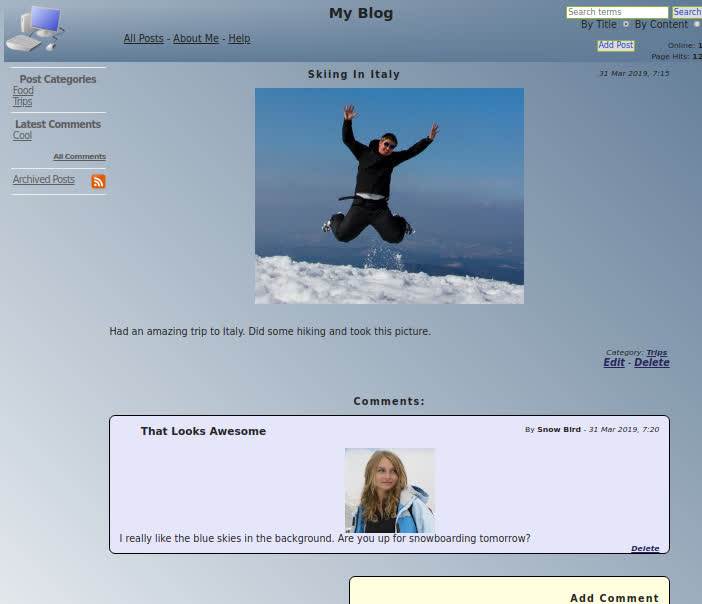 My Blog
Search terms
Search
By Title By Content
All Posts - About Me - Help
Add Post
Online: 1
Page Hits: 12
Post Categories
Food
Trips
Latest Comments
Cool
All Comments
Archived Posts
Skiing In Italy
31 Mar 2019, 7:15
Had an amazing trip to Italy. Did some hiking and took this picture.
Category: Trips
Edit - Delete
Comments:
That Looks Awesome
By Snow Bird - 31 Mar 2019, 7:20
I really like the blue skies in the background. Are you up for snowboarding tomorrow?
Delete
Add Comment